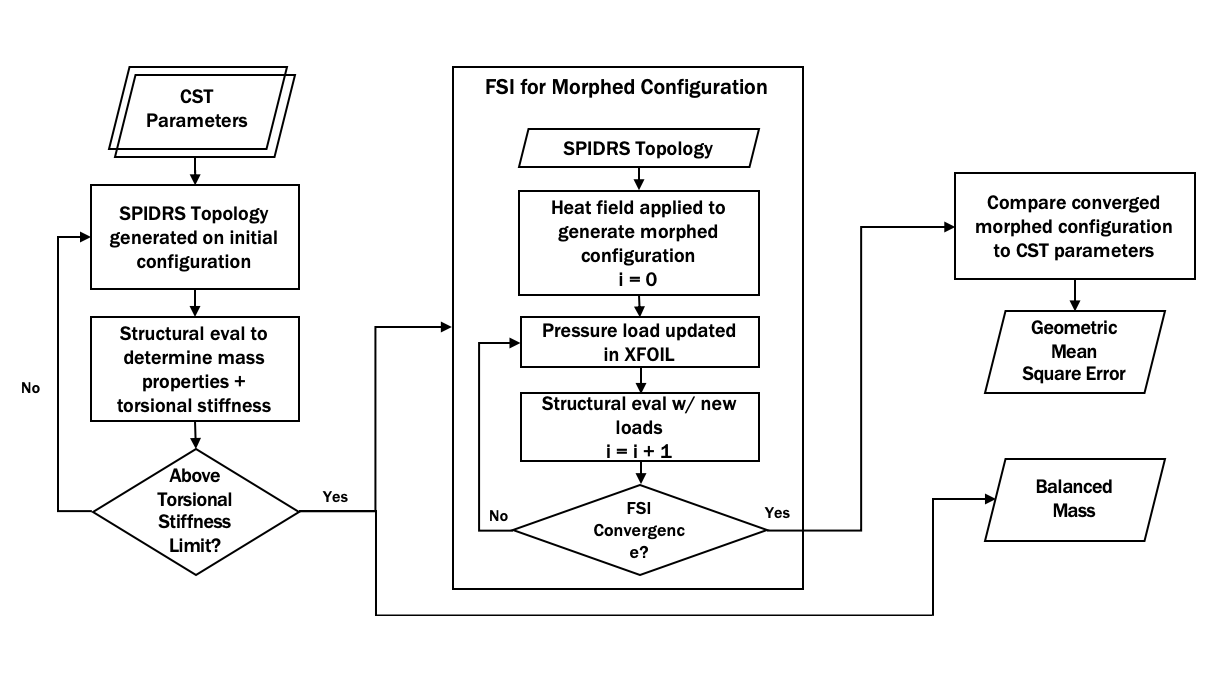 CST
Parameters
SPIDRS Topology
generated on initial
configuration
Structural eval to
determine mass
properties +
torsional stiffness
No
Above
Torsional
Stiffness
Limit?
Yes
FSI for Morphed Configuration
SPIDRS Topology
Heat field applied to
generate morphed
configuration
i = 0
Pressure load updated
in XFOIL
Structural eval w/ new
loads
i = i + 1
No
FSI
Convergenc
e?
Yes
Compare converged
morphed configuration
to CST parameters
Geometric
Mean
Square Error
Balanced
Mass